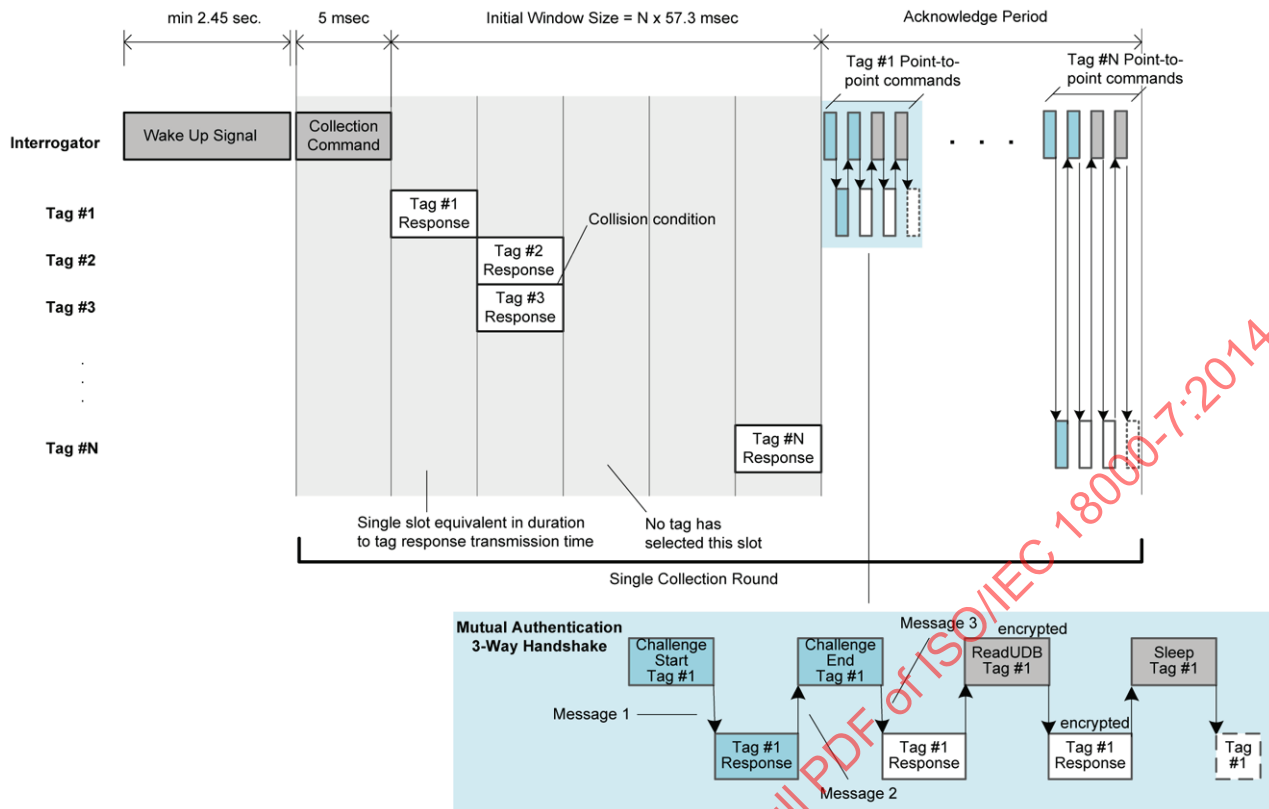 min 2.45 sec.
5 msec
Initial Window Size = N x 57.3 msec
Acknowledge Period
Tag #1 Point-to-
point commands
Tag #N Point-to-
point commands
Interrogator
Wake Up Signal
Collection
Command
. . .
Tag #1
Tag #1
Response
Collision condition
Tag #2
Tag #2
Response
Tag #3
Tag #3
Response
.
.
.
Tag #N
Tag #N
Response
Single slot equivalent in duration
to tag response transmission time
No tag has
selected this slot
Single Collection Round
Mutual Authentication
3-Way Handshake
Challenge
Start
Tag #1
Challenge
End
Tag #1
Message 3
encrypted
ReadUDB
Tag #1
Sleep
Tag #1
Message 1
Tag #1
Response
Message 2
Tag #1
Response
encrypted
Tag #1
Response
Tag
#1
full PDF of ISO/IEC 18000-7:2014